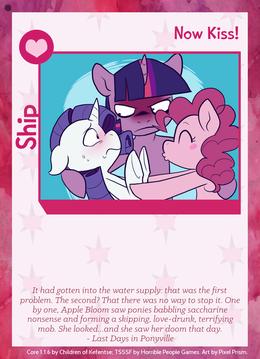 Now Kiss!
Ship
It had gotten into the water supply: that was the
first problem. The second? That there was no way to stop it. One
by one, Apple Bloom saw ponies babbling saccharine
nonsense and forming a skipping, love-drunk, terrifying
mob. She looked...and she saw her doom that day.
- Last Days in Ponyville
Core 1.1.6 by Children of Kefentse; TSSSF by Horrible People Games. Art by Pixel Prism.